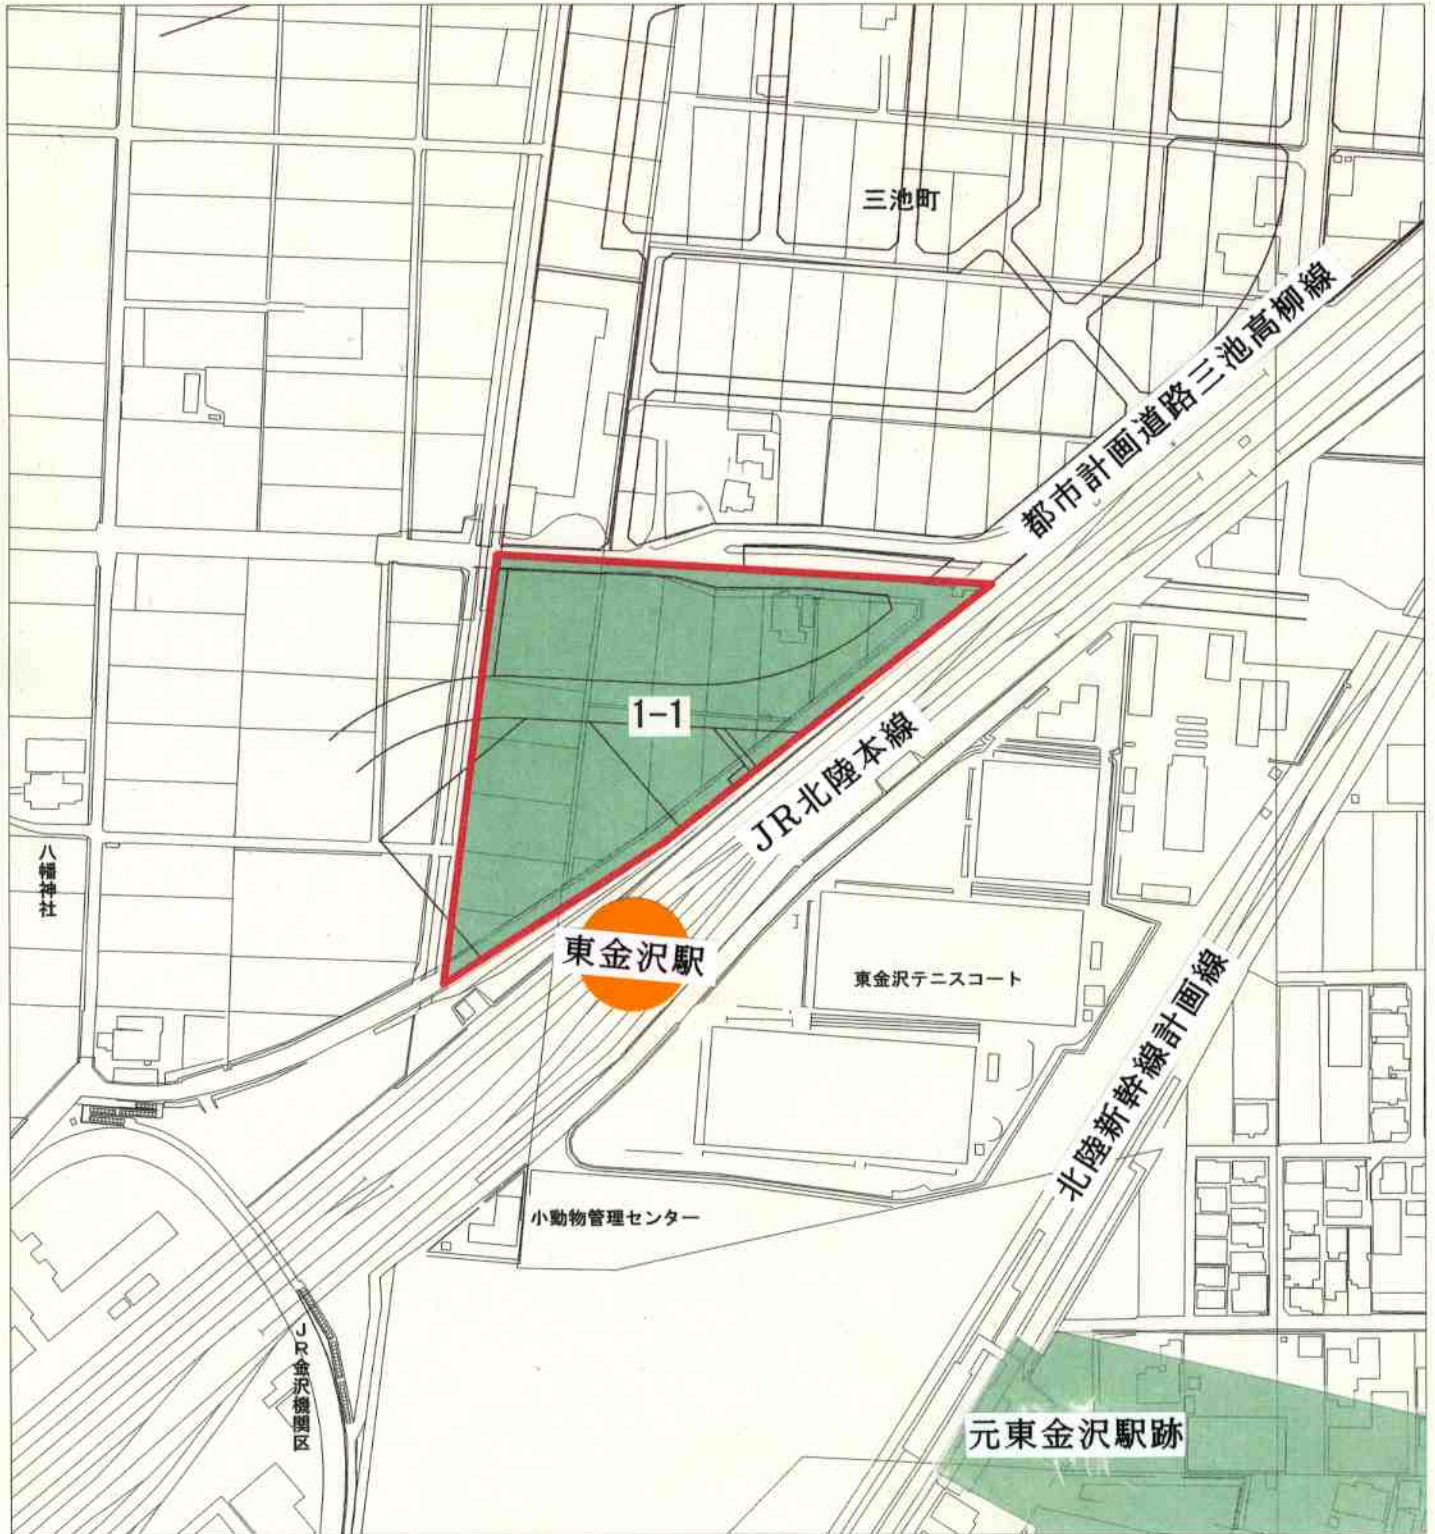 三池町
都市計画道路三池高柳線
1-1
JR北陸本線
八幡神社
東金沢駅
東金沢テニスコート
北陸新幹線計画線
小動物管理センター
JR金沢機関区
元東金沢駅跡